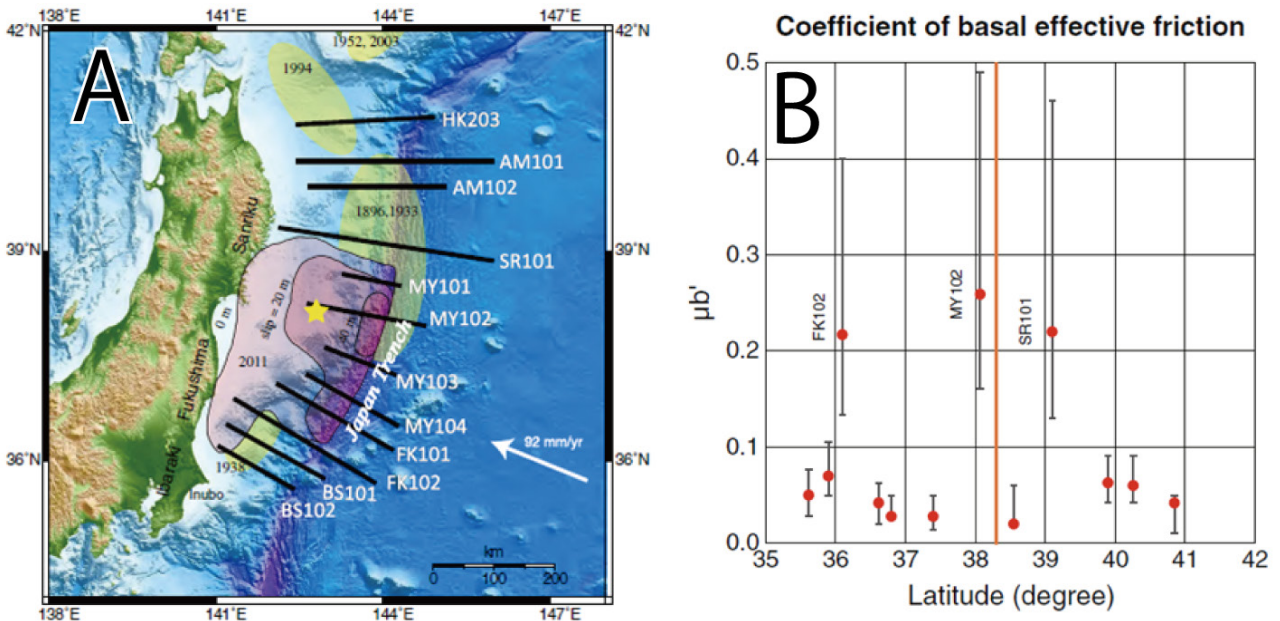 Coefficient of basal effective friction
A
B
138˚E
141˚E
144˚E
147˚E
42˚N
42˚N
39˚N
39˚N
36˚N
36˚N
138˚E
141˚E
144˚E
147˚E
1952, 2003
1994
HK203
AM101
AM102
1896,1933
Sanriku
SR101
MY101
slip = 20 m
MY102
0 m
40 m
2011
Fukushima
MY103
Japan Trench
MY104
FK101
92 mm/yr
1938
FK102
Ibaraki
Inubo
BS101
BS102
km
0 100 200
0.5
0.4
0.3
0.2
0.1
0.0
μb'
FK102
MY102
SR101
35 36 37 38 39 40 41 42
Latitude (degree)